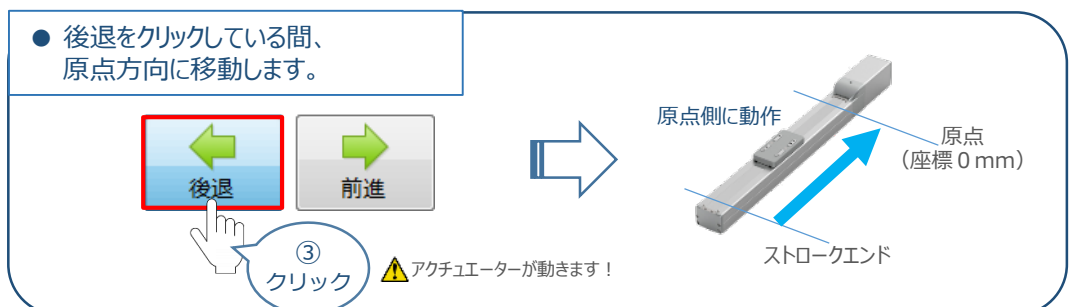 ● 後退をクリックしている間、
原点方向に移動します。
後退
前進
③
クリック
アクチュエーターが動きます！
原点側に動作
原点
（座標０mm）
ストロークエンド